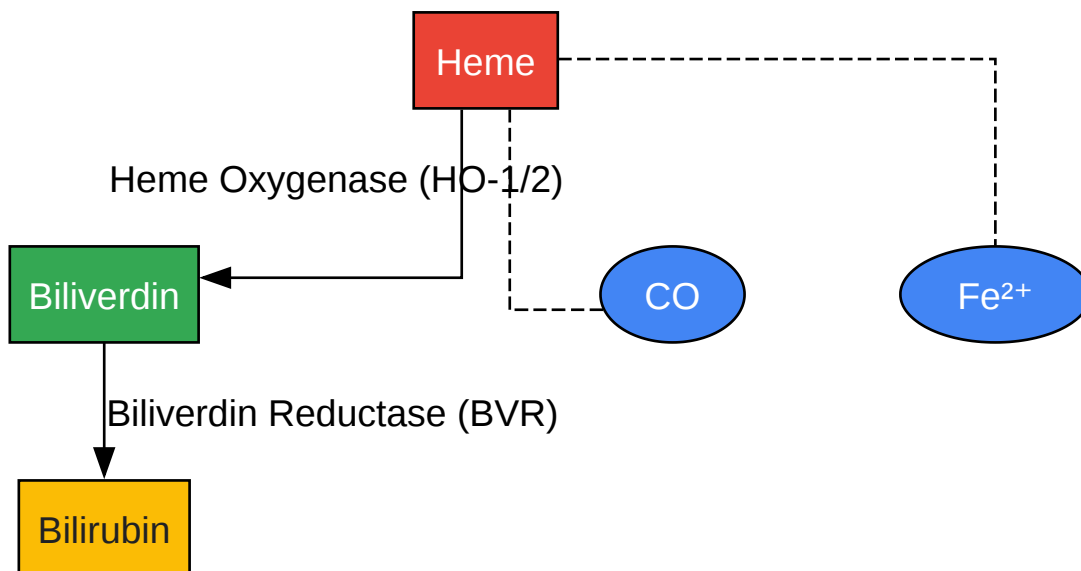 Heme
Heme Oxygenase (HO-1/2)
Biliverdin
CO
Fe²⁺
Biliverdin Reductase (BVR)
Bilirubin